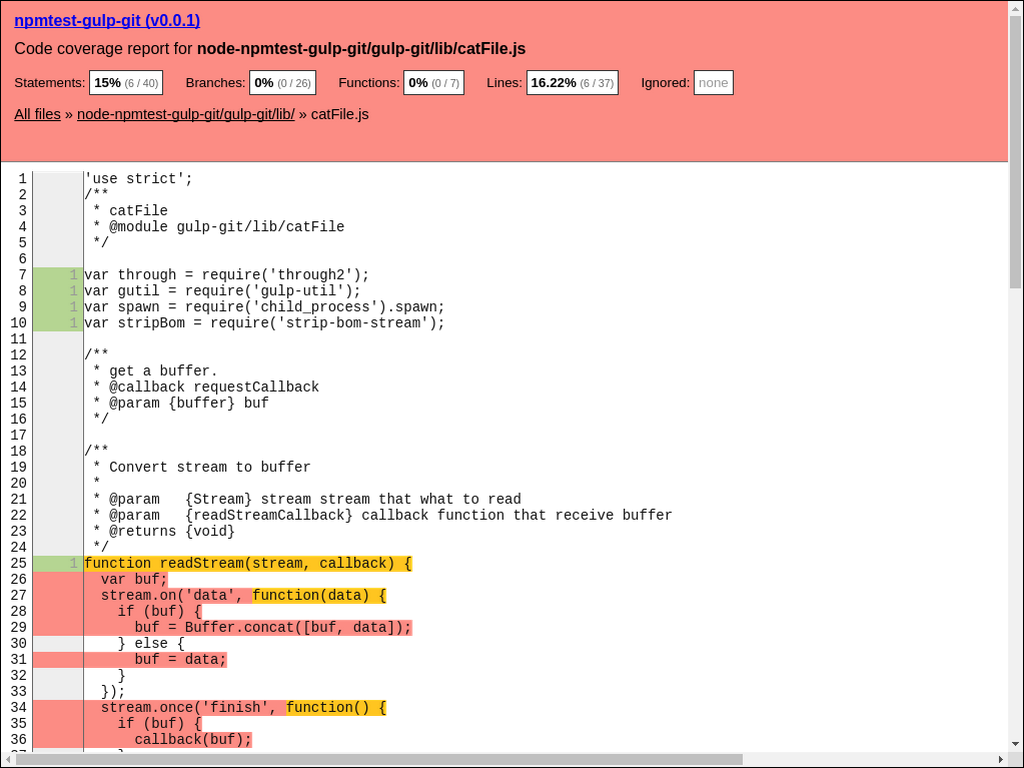 npmtest-gulp-git (v0.0.1)
Code coverage report for node-npmtest-gulp-git/gulp-git/lib/catFile.js
Statements: 15% (6 / 40) Branches: 0% (0 / 26) Functions: 0% (0 / 7) Lines: 16.22% (6 / 37) Ignored: none
All files » node-npmtest-gulp-git/gulp-git/lib/ » catFile.js
1 'use strict';
2 /**
3  * catFile
4  * @module gulp-git/lib/catFile
5  */
6
7 1 var through = require('through2');
8 1 var gutil = require('gulp-util');
9 1 var spawn = require('child_process').spawn;
10 1 var stripBom = require('strip-bom-stream');
11
12 /**
13  * get a buffer.
14  * @callback requestCallback
15  * @param {buffer} buf
16  */
17
18 /**
19  * Convert stream to buffer
20  *
21  * @param   {Stream} stream stream that what to read
22  * @param   {readStreamCallback} callback function that receive buffer
23  * @returns {void}
24  */
25 1 function readStream(stream, callback) {
26   var buf;
27   stream.on('data', function(data) {
28     if (buf) {
29       buf = Buffer.concat([buf, data]);
30     } else {
31       buf = data;
32     }
33   });
34   stream.once('finish', function() {
35     if (buf) {
36       callback(buf);